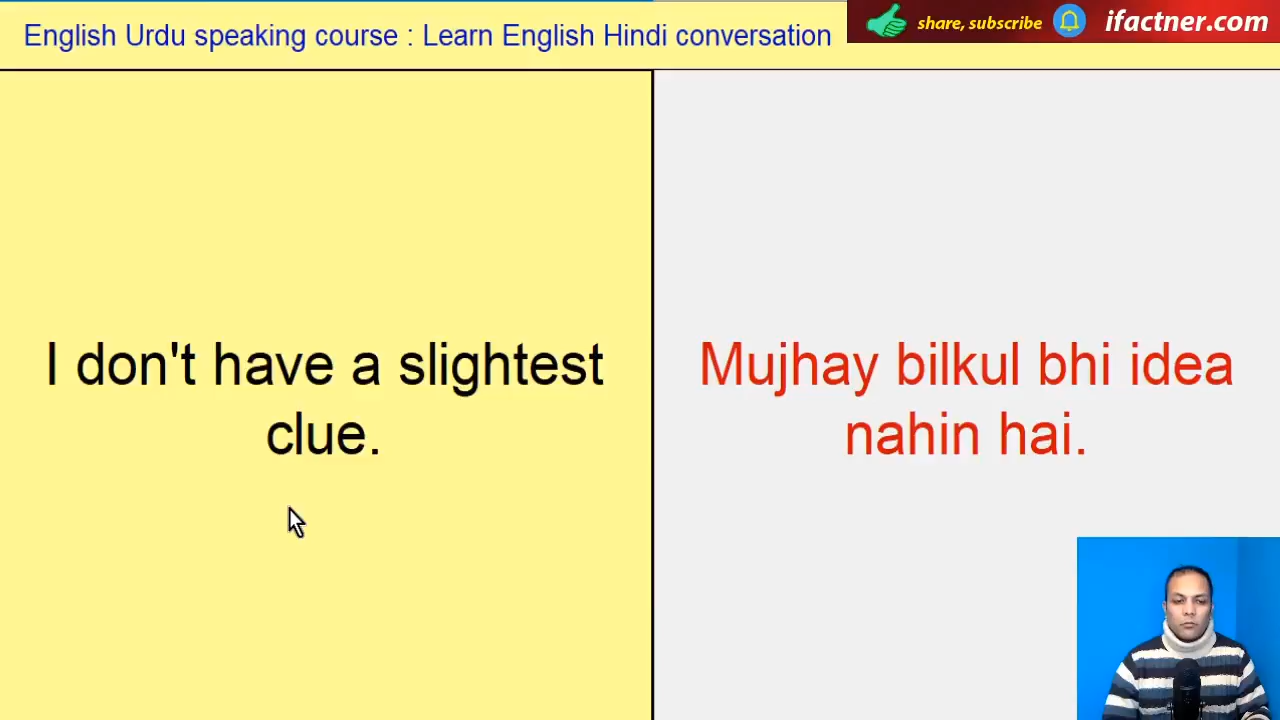 English Urdu speaking course : Learn English Hindi conversation
share, subscribe
ifactner.com
I don't have a slightest
clue.
Mujhay bilkul bhi idea
nahin hai.